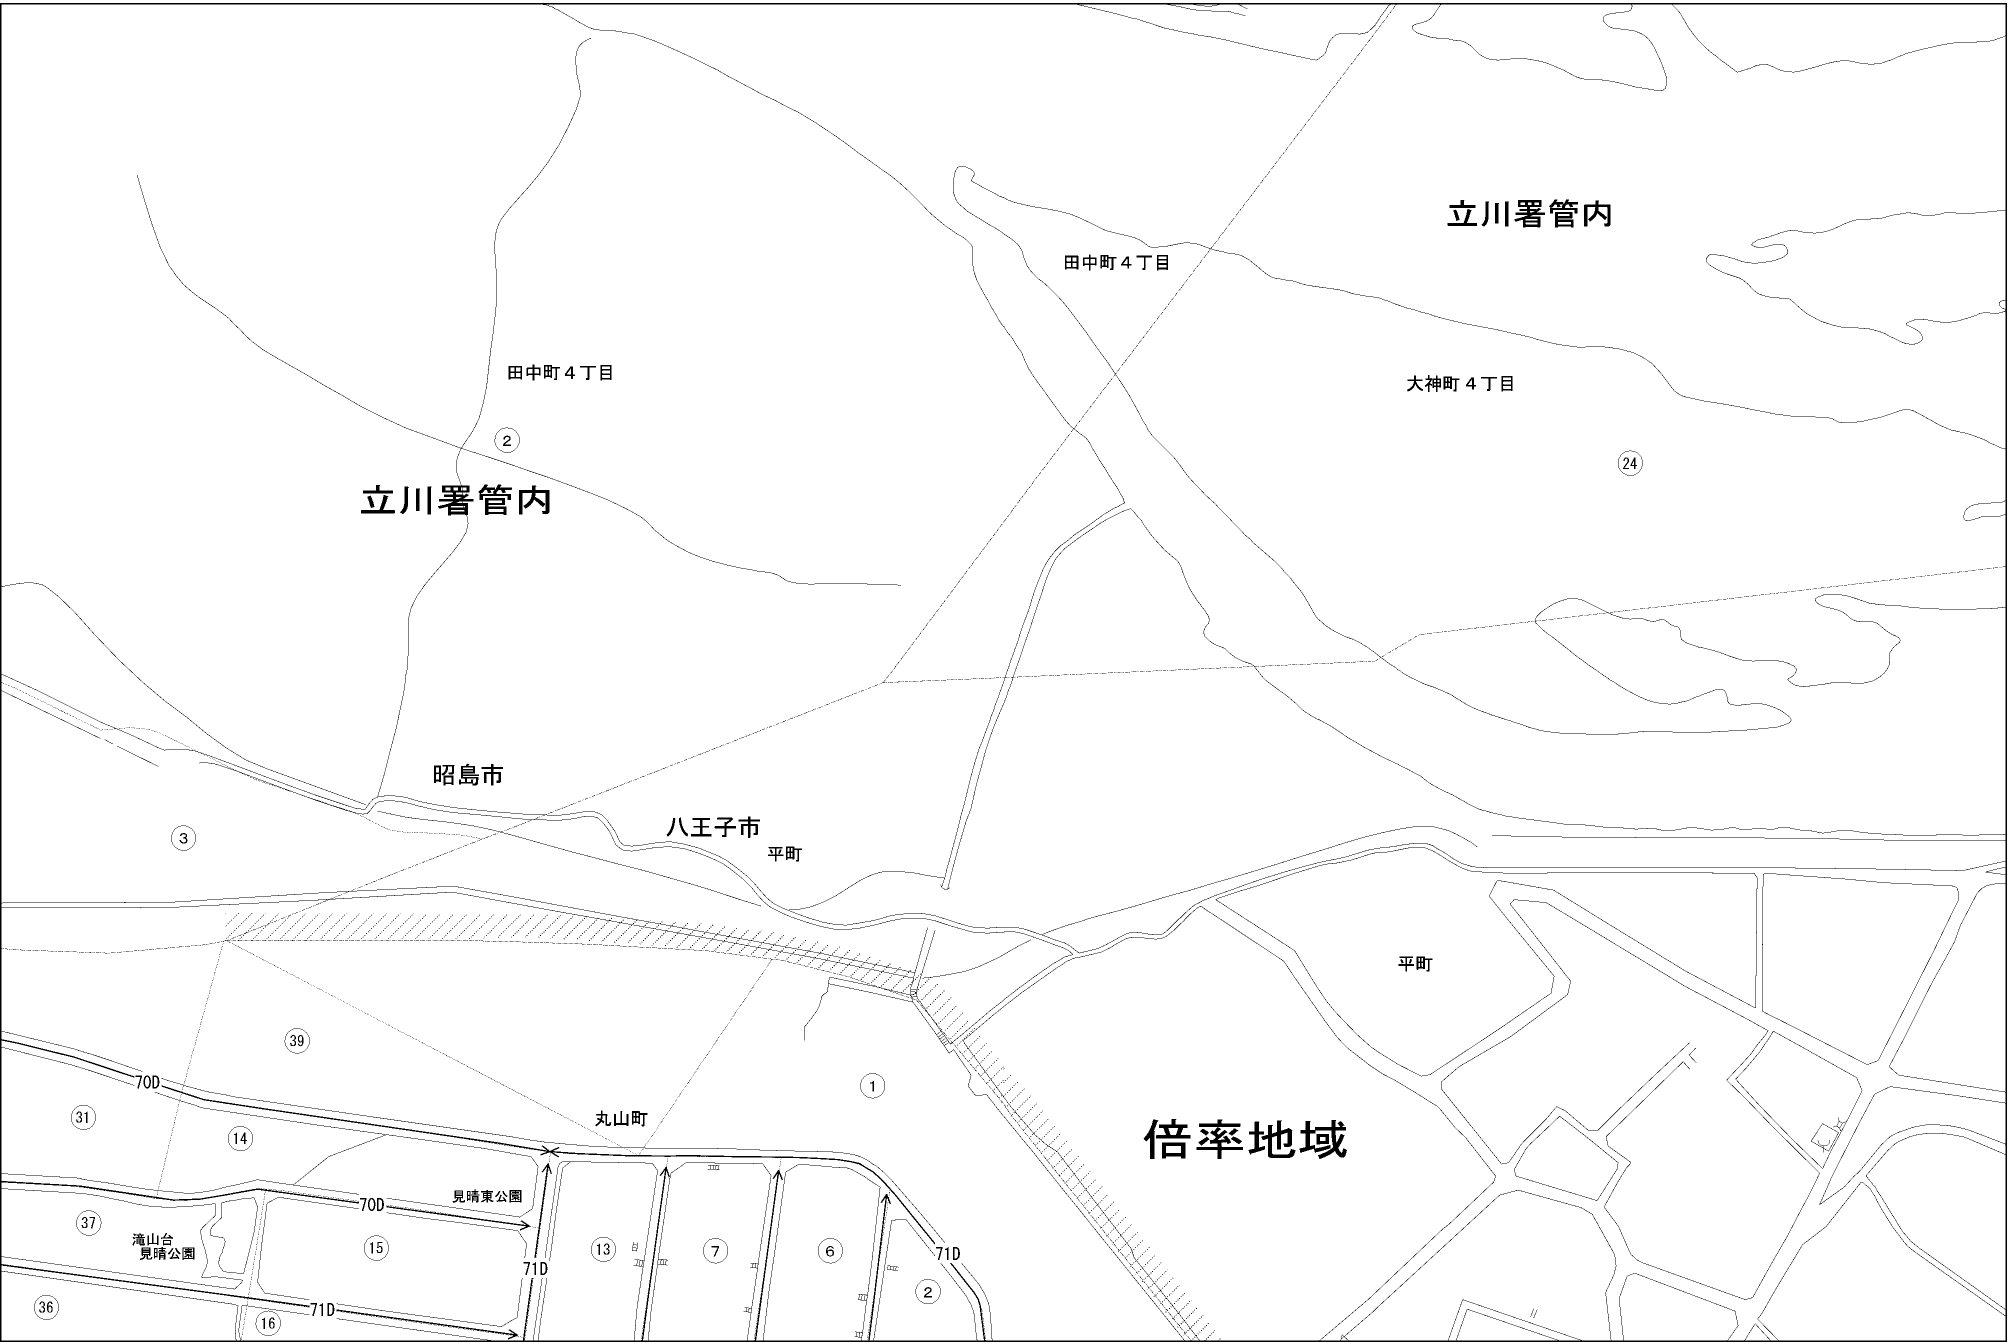 立川署管内
田中町４丁目
田中町４丁目
大神町４丁目
2
24
立川署管内
昭島市
八王子市
平町
3
平町
39
1
70D
31
14
丸山町
倍率地域
見晴東公園
70D
37
滝山台
見晴公園
15
13
7
6
71D
71D
2
36
71D
16